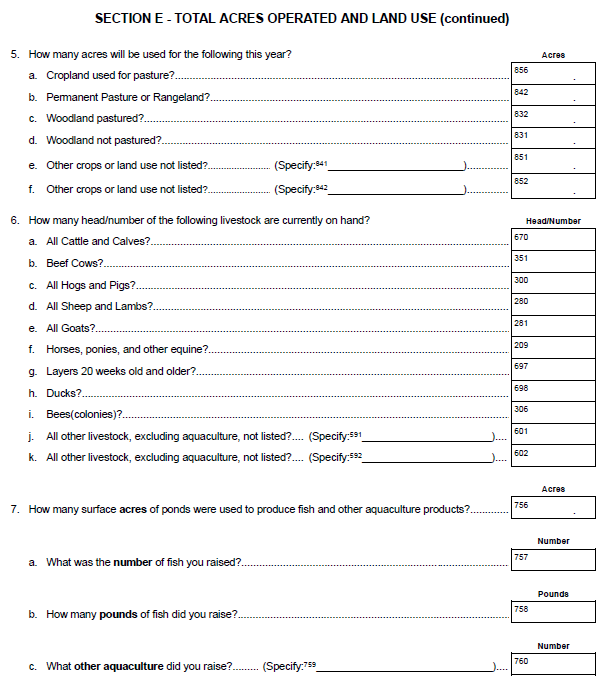 SECTION E - TOTAL ACRES OPERATED AND LAND USE (continued)
5. How many acres will be used for the following this year? Acres
a. Cropland used for pasture? 856 .
b. Permanent Pasture or Rangeland? 842 .
c. Woodland pastured? 832 .
d. Woodland not pastured? 831 .
e. Other crops or land use not listed? (Specify:841 ) 851 .
f. Other crops or land use not listed? (Specify:842 ) 852 .
6. How many head/number of the following livestock are currently on hand? Head/Number
a. All Cattle and Calves? 670
b. Beef Cows? 351
c. All Hogs and Pigs? 300
d. All Sheep and Lambs? 280
e. All Goats? 281
f. Horses, ponies, and other equine? 209
g. Layers 20 weeks old and older? 697
h. Ducks? 698
i. Bees(colonies)? 306
j. All other livestock, excluding aquaculture, not listed?.... (Specify:591 ).... 601
k. All other livestock, excluding aquaculture, not listed?.... (Specify:592 ).... 602
Acres
7. How many surface acres of ponds were used to produce fish and other aquaculture products? 756 .
Number
a. What was the number of fish you raised? 757
Pounds
b. How many pounds of fish did you raise? 758
Number
c. What other aquaculture did you raise?......... (Specify:759 ).... 760